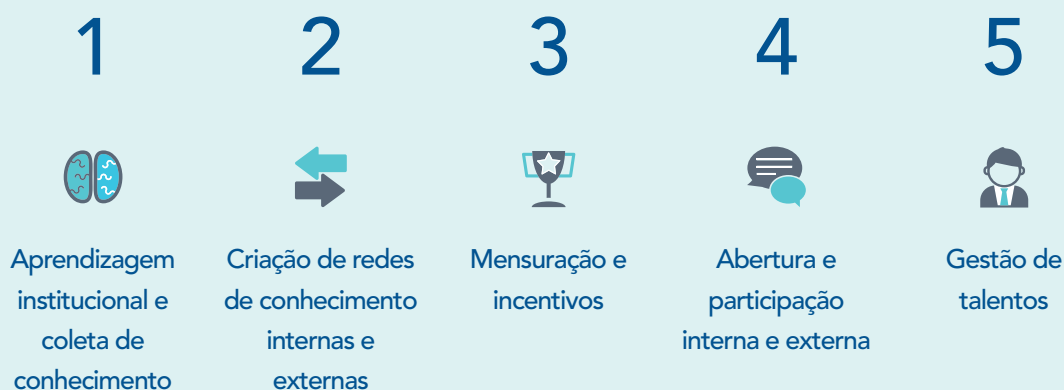 1
2
3
4
5
Aprendizagem
institucional e
coleta de
conhecimento
Criação de redes
de conhecimento
internas e
externas
Mensuração e
incentivos
Abertura e
participação
interna e externa
Gestão de
talentos